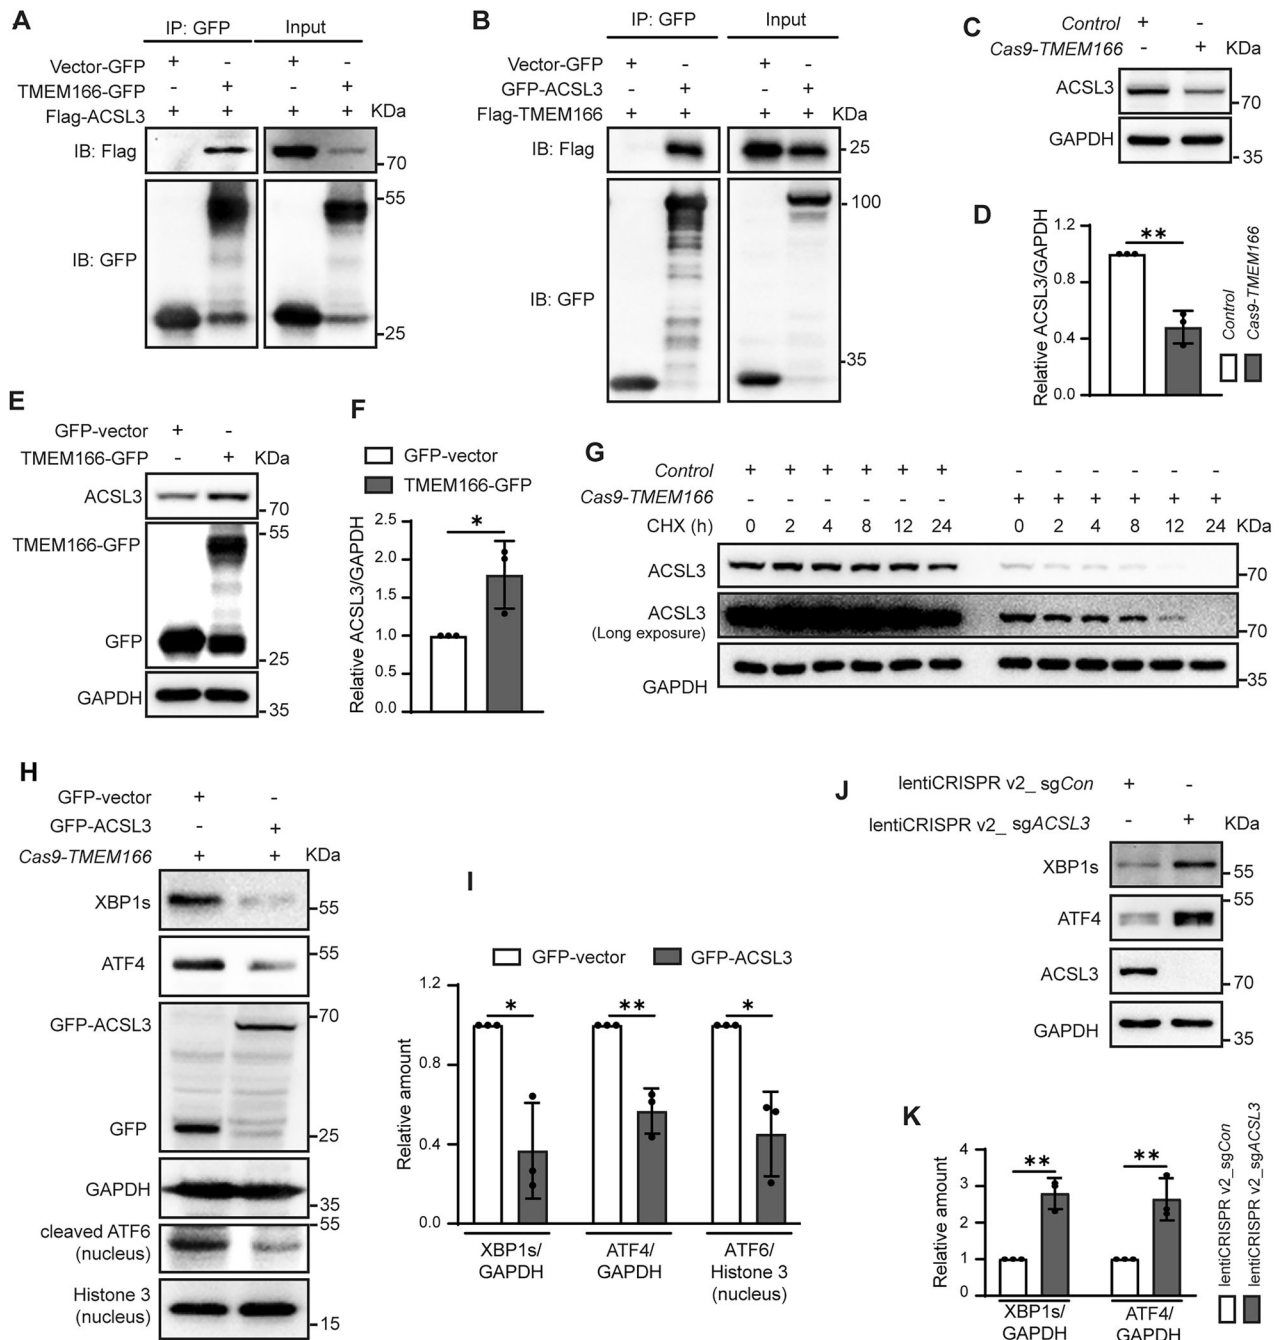 A
IP: GFP Input
Vector-GFP + - + -
TMEM166-GFP - + - +
Flag-ACSL3 + + + + KDa
IB: Flag
70
55
IB: GFP
25
B
IP: GFP Input
Vector-GFP + - + -
GFP-ACSL3 - + - +
Flag-TMEM166 + + + + KDa
IB: Flag
25
100
IB: GFP
35
C
Control + -
Cas9-TMEM166 - + KDa
ACSL3
70
GAPDH
35
D
Relative ACSL3/GAPDH
1.2
0.8
0.4
0.0
**
Control
Cas9-TMEM166
E
GFP-vector + -
TMEM166-GFP - + KDa
ACSL3
70
55
TMEM166-GFP
GFP
25
GAPDH
35
F
GFP-vector
TMEM166-GFP
Relative ACSL3/GAPDH
2.5
2.0
1.5
1.0
0.5
0.0
*
G
Control + + + + + + - - - - - -
Cas9-TMEM166 - - - - - - + + + + + +
CHX (h) 0 2 4 8 12 24 0 2 4 8 12 24 KDa
ACSL3
70
ACSL3
(Long exposure)
70
GAPDH
35
H
GFP-vector + -
GFP-ACSL3 - +
Cas9-TMEM166 + + KDa
XBP1s
55
ATF4
55
GFP-ACSL3
70
GFP
25
GAPDH
35
cleaved ATF6
(nucleus)
55
Histone 3
(nucleus)
15
I
GFP-vector GFP-ACSL3
Relative amount
1.2
0.8
0.4
0.0
* ** *
XBP1s/
GAPDH
ATF4/
GAPDH
ATF6/
Histone 3
(nucleus)
J
lentiCRISPR v2_ sgCon + -
lentiCRISPR v2_ sgACSL3 - + KDa
XBP1s
55
55
ATF4
ACSL3
70
GAPDH
35
K
Relative amount
4
3
2
1
0
** **
XBP1s/
GAPDH
ATF4/
GAPDH
lentiCRISPR v2_sgCon
lentiCRISPR v2_sgACSL3